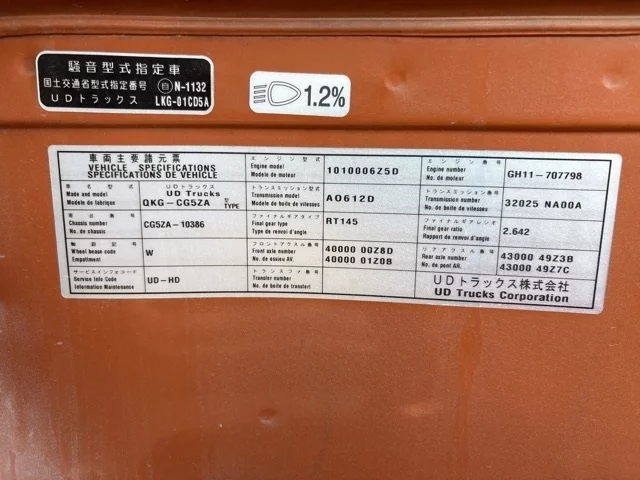 騒音型式指定車
国土交通省型式指定番号 自 N-1132
UDトラックス LKG-01CD5A
1.2%
車両主要諸元票
VEHICLE SPECIFICATIONS
SPECIFICATIONS DE VEHICLE
車名型式
Made and model
Modele de fabrication
UDトラックス
UD Trucks
QKG-CG5ZA 型 TYPE
車台番号
Chassis number
No. de chassis
CG5ZA-10386
軸距記号
Wheel bease code
Empattement
W
サービスインフォコード
Service Info Code
Information Maintenance
UD-HD
エンジン型式
Engine model
Modele de moteur
1010006Z5D
トランスミッション型式
Transmission model
Modele de boite de vitesses
AO612D
ファイナルギアタイプ
Final gear type
Type de renvoi d'angle
RT145
フロントアクスル番号
Front axle number
No. de essieu AV.
40000 00Z8D
40000 01Z0B
トランスファ番号
Transfer number
No. de boite de transfert
エンジン番号
Engine number
No. de moteur
GH11-707798
トランスミッション番号
Transmission number
No. de boite de vitesses
32025 NA00A
ファイナルギアレシオ
Final gear ratio
Rapport de renvoi d'angle
2.642
リアアクスル番号
Rear axle number
No. de pont AR.
43000 49Z3B
43000 49Z7C
UDトラックス株式会社
UD Trucks Corporation